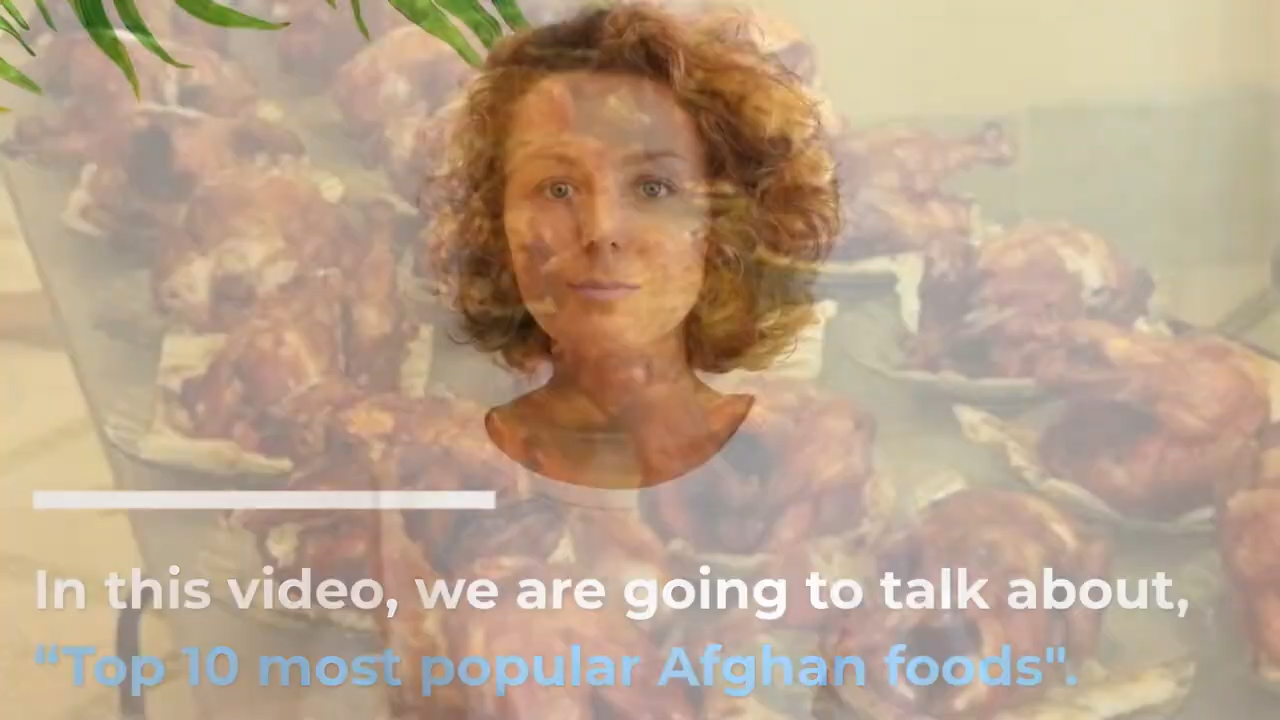 In this video, we are going to talk about,
“Top 10 most popular Afghan foods".